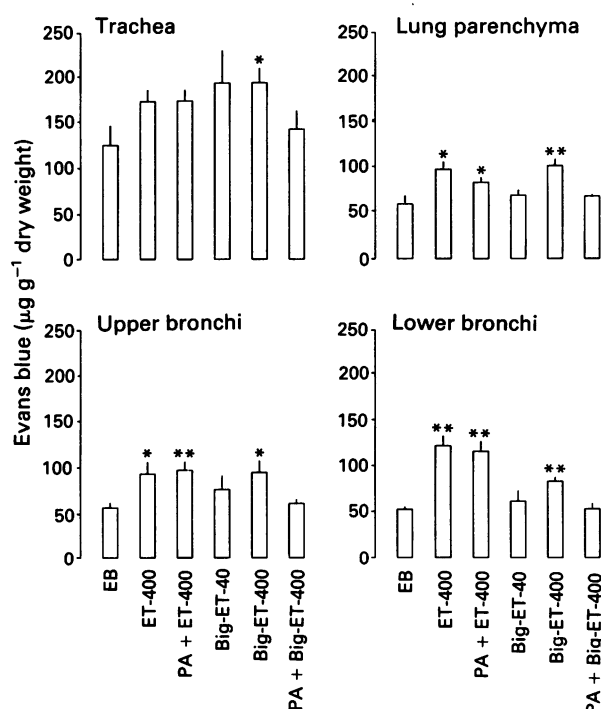 Trachea
250
200
*
150
100
50
0
Lung parenchyma
250
200
150
*
*
**
100
50
0
Evans blue (μg g⁻¹ dry weight)
Upper bronchi
250
200
150
*
**
*
100
50
0
EB
ET-400
PA + ET-400
Big-ET-40
Big-ET-400
PA + Big-ET-400
Lower bronchi
250
200
150
**
**
**
100
50
0
EB
ET-400
PA + ET-400
Big-ET-40
Big-ET-400
PA + Big-ET-400